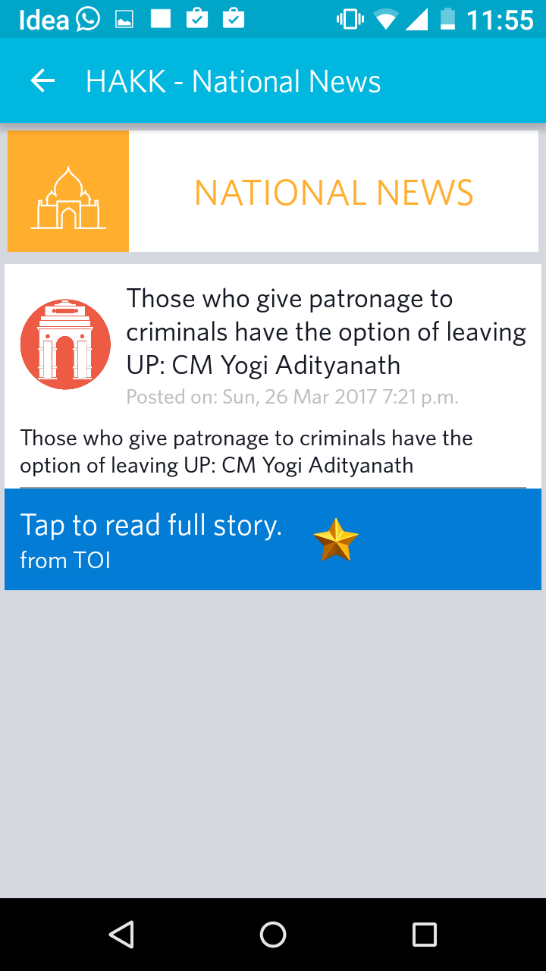 Idea 11:55
HAKK - National News
NATIONAL NEWS
Those who give patronage to
criminals have the option of leaving
UP: CM Yogi Adityanath
Posted on: Sun, 26 Mar 2017 7:21 p.m.
Those who give patronage to criminals have the
option of leaving UP: CM Yogi Adityanath
Tap to read full story.
from TOI